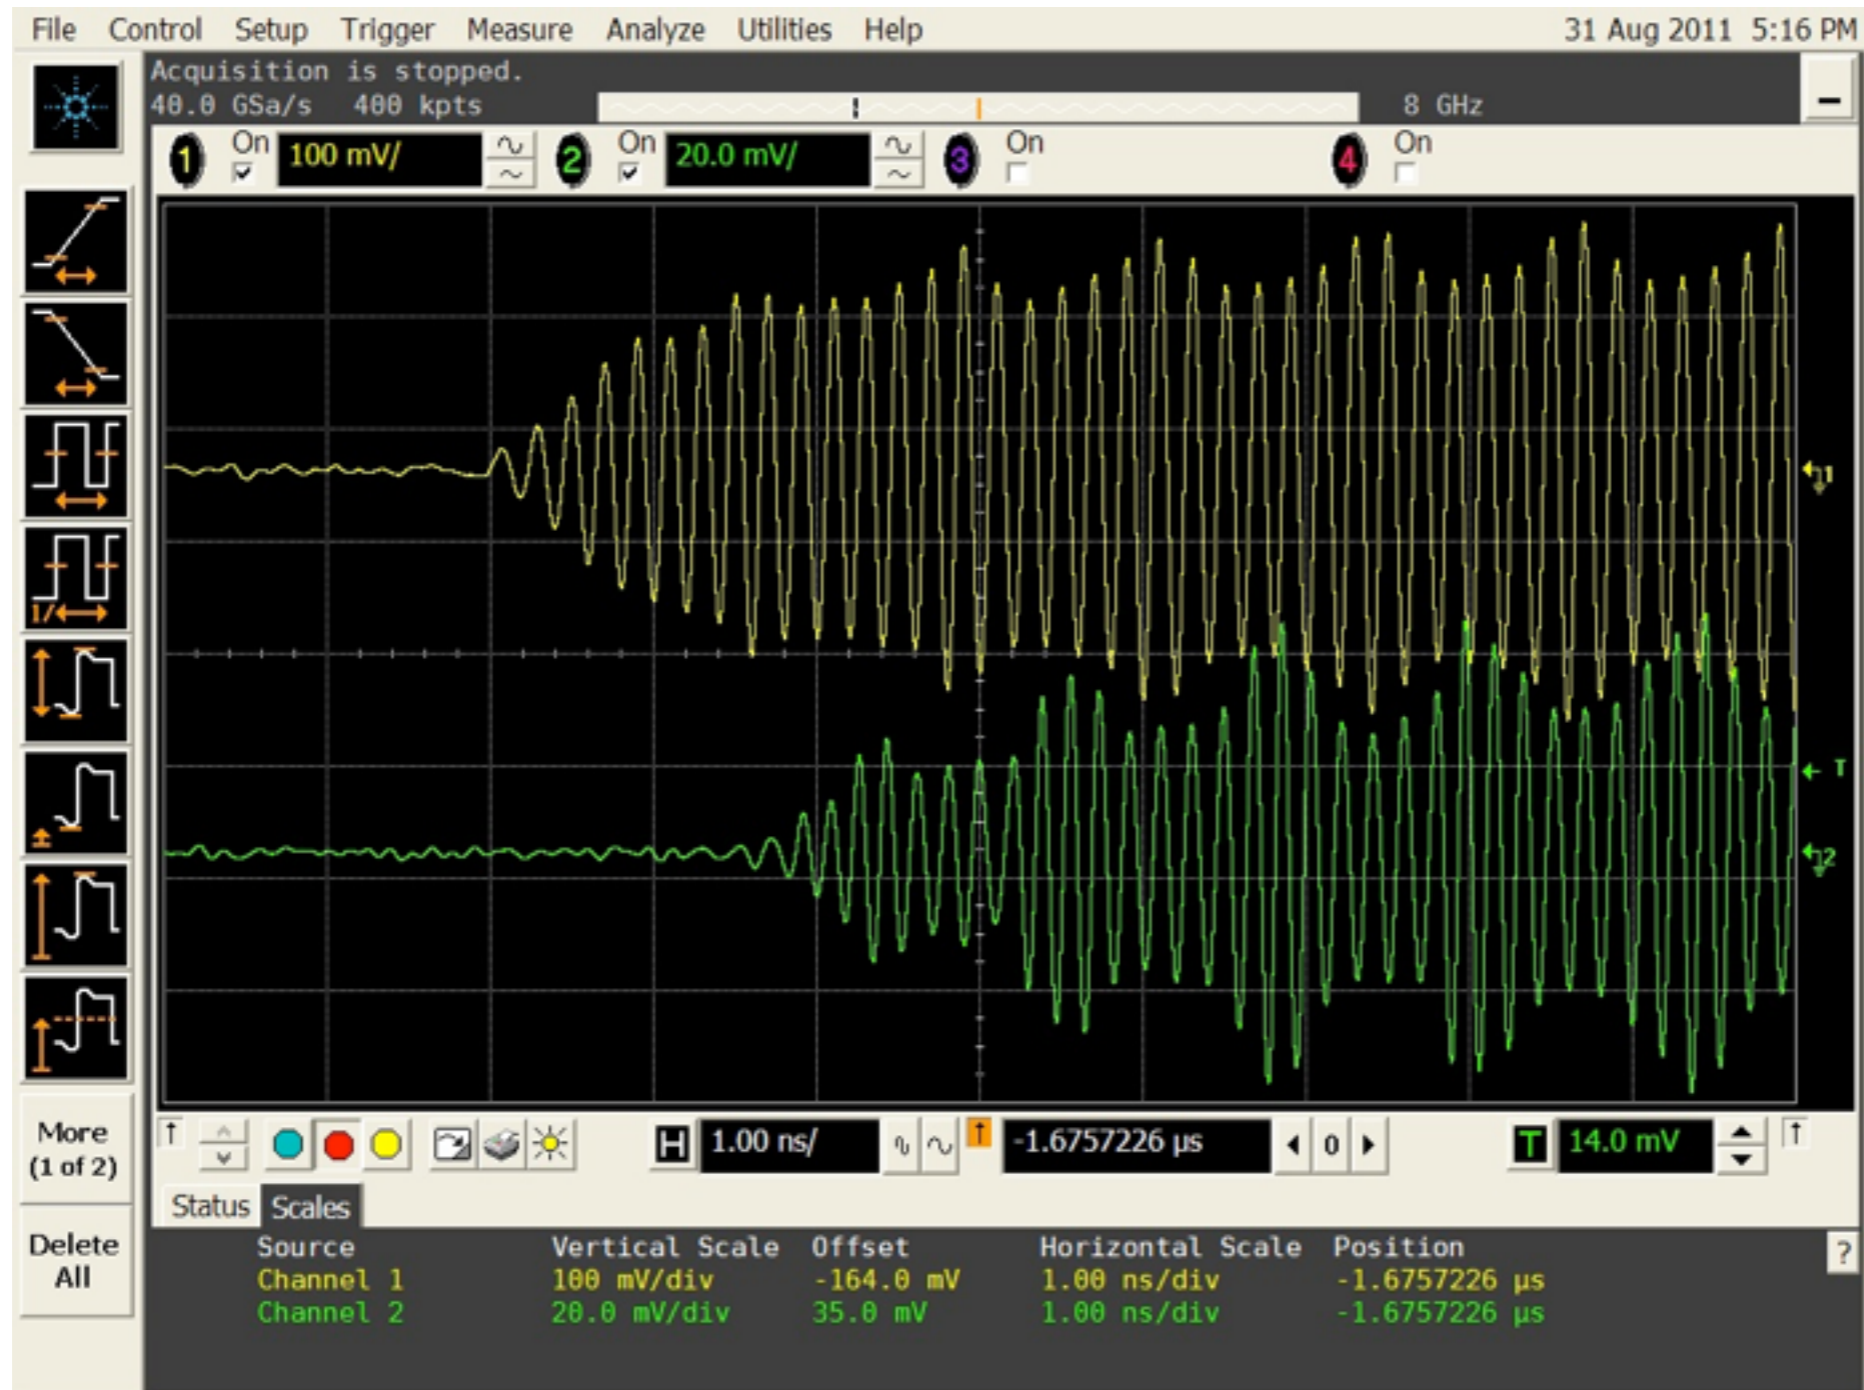 File Control Setup Trigger Measure Analyze Utilities Help 31 Aug 2011 5:16 PM
Acquisition is stopped.
40.0 GSa/s 400 kpts 8 GHz
1 On 100 mV/ 2 On 20.0 mV/ 3 On 4 On
1
T
2
1/
More
(1 of 2)
Delete
All
H 1.00 ns/ -1.6757226 µs 0 T 14.0 mV
Status Scales
Source Vertical Scale Offset Horizontal Scale Position
Channel 1 100 mV/div -164.0 mV 1.00 ns/div -1.6757226 µs
Channel 2 20.0 mV/div 35.0 mV 1.00 ns/div -1.6757226 µs
?